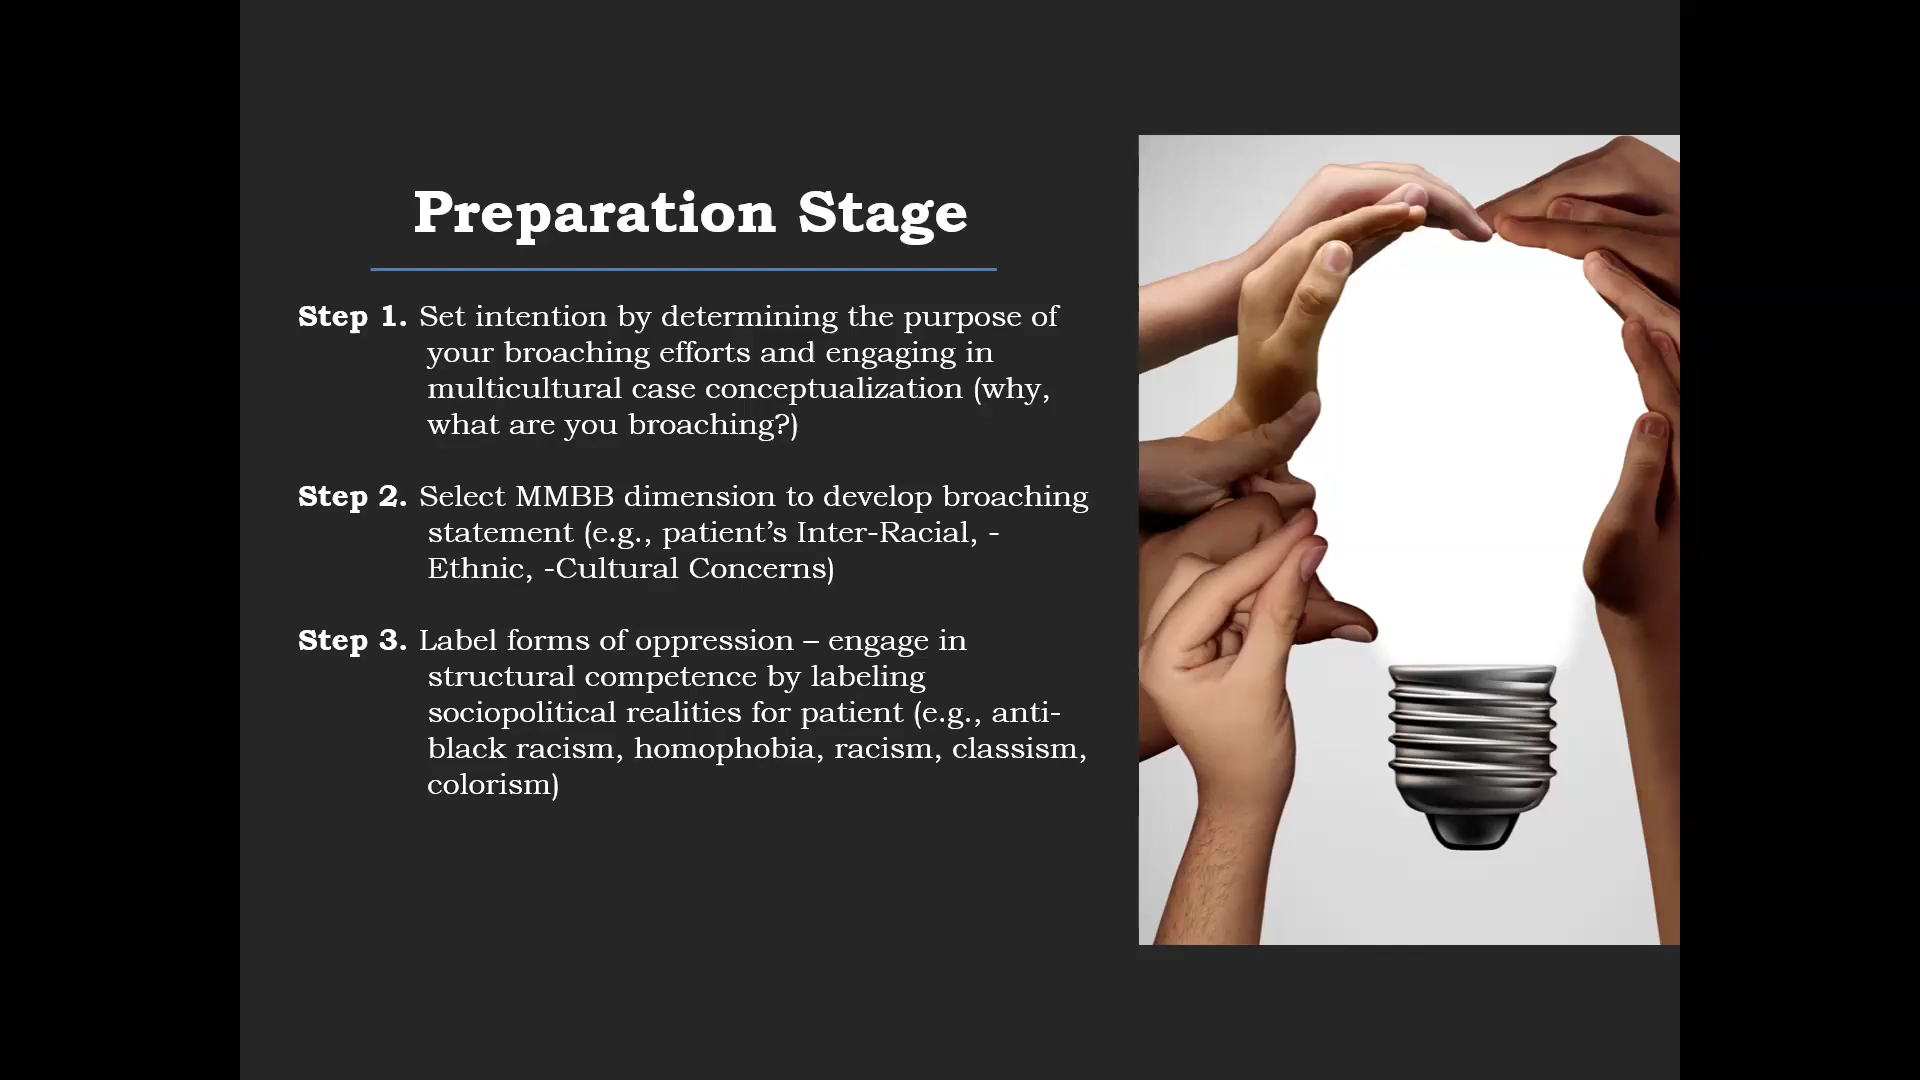 Preparation Stage
Step 1. Set intention by determining the purpose of
your broaching efforts and engaging in
multicultural case conceptualization (why,
what are you broaching?)
Step 2. Select MMBB dimension to develop broaching
statement (e.g., patient’s Inter-Racial, -
Ethnic, -Cultural Concerns)
Step 3. Label forms of oppression – engage in
structural competence by labeling
sociopolitical realities for patient (e.g., anti-
black racism, homophobia, racism, classism,
colorism)